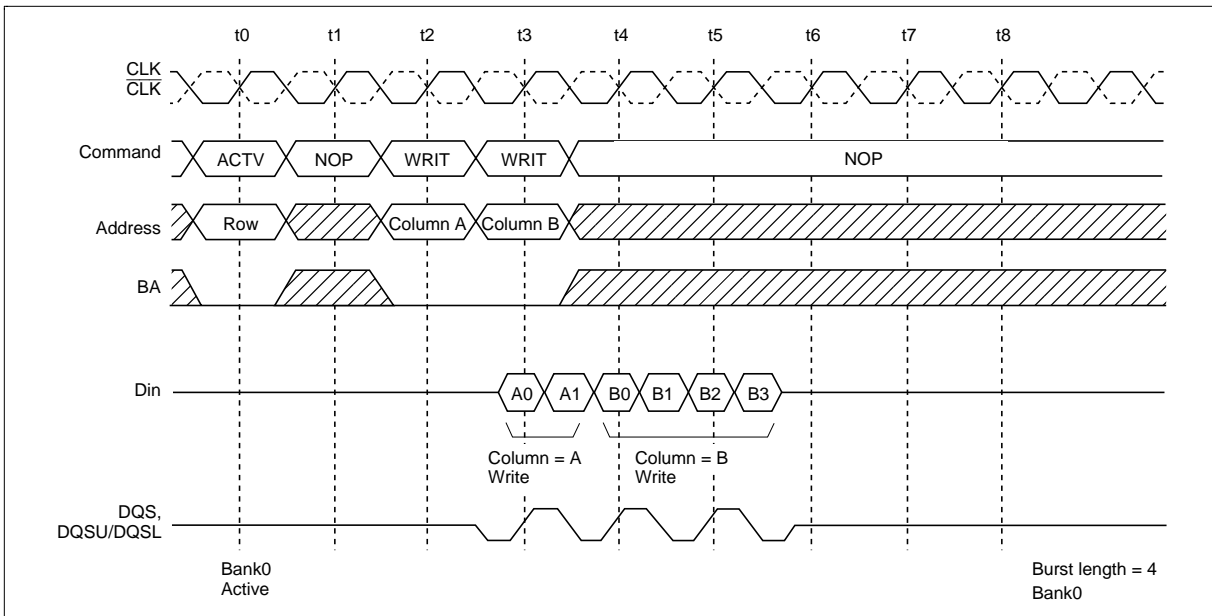 t0 t1 t2 t3 t4 t5 t6 t7 t8
CLK
CLK
Command ACTV NOP WRIT WRIT NOP
Address Row Column A Column B
BA
Din A0 A1 B0 B1 B2 B3
Column = A Column = B
Write Write
DQS,
DQSU/DQSL
Bank0 Burst length = 4
Active Bank0